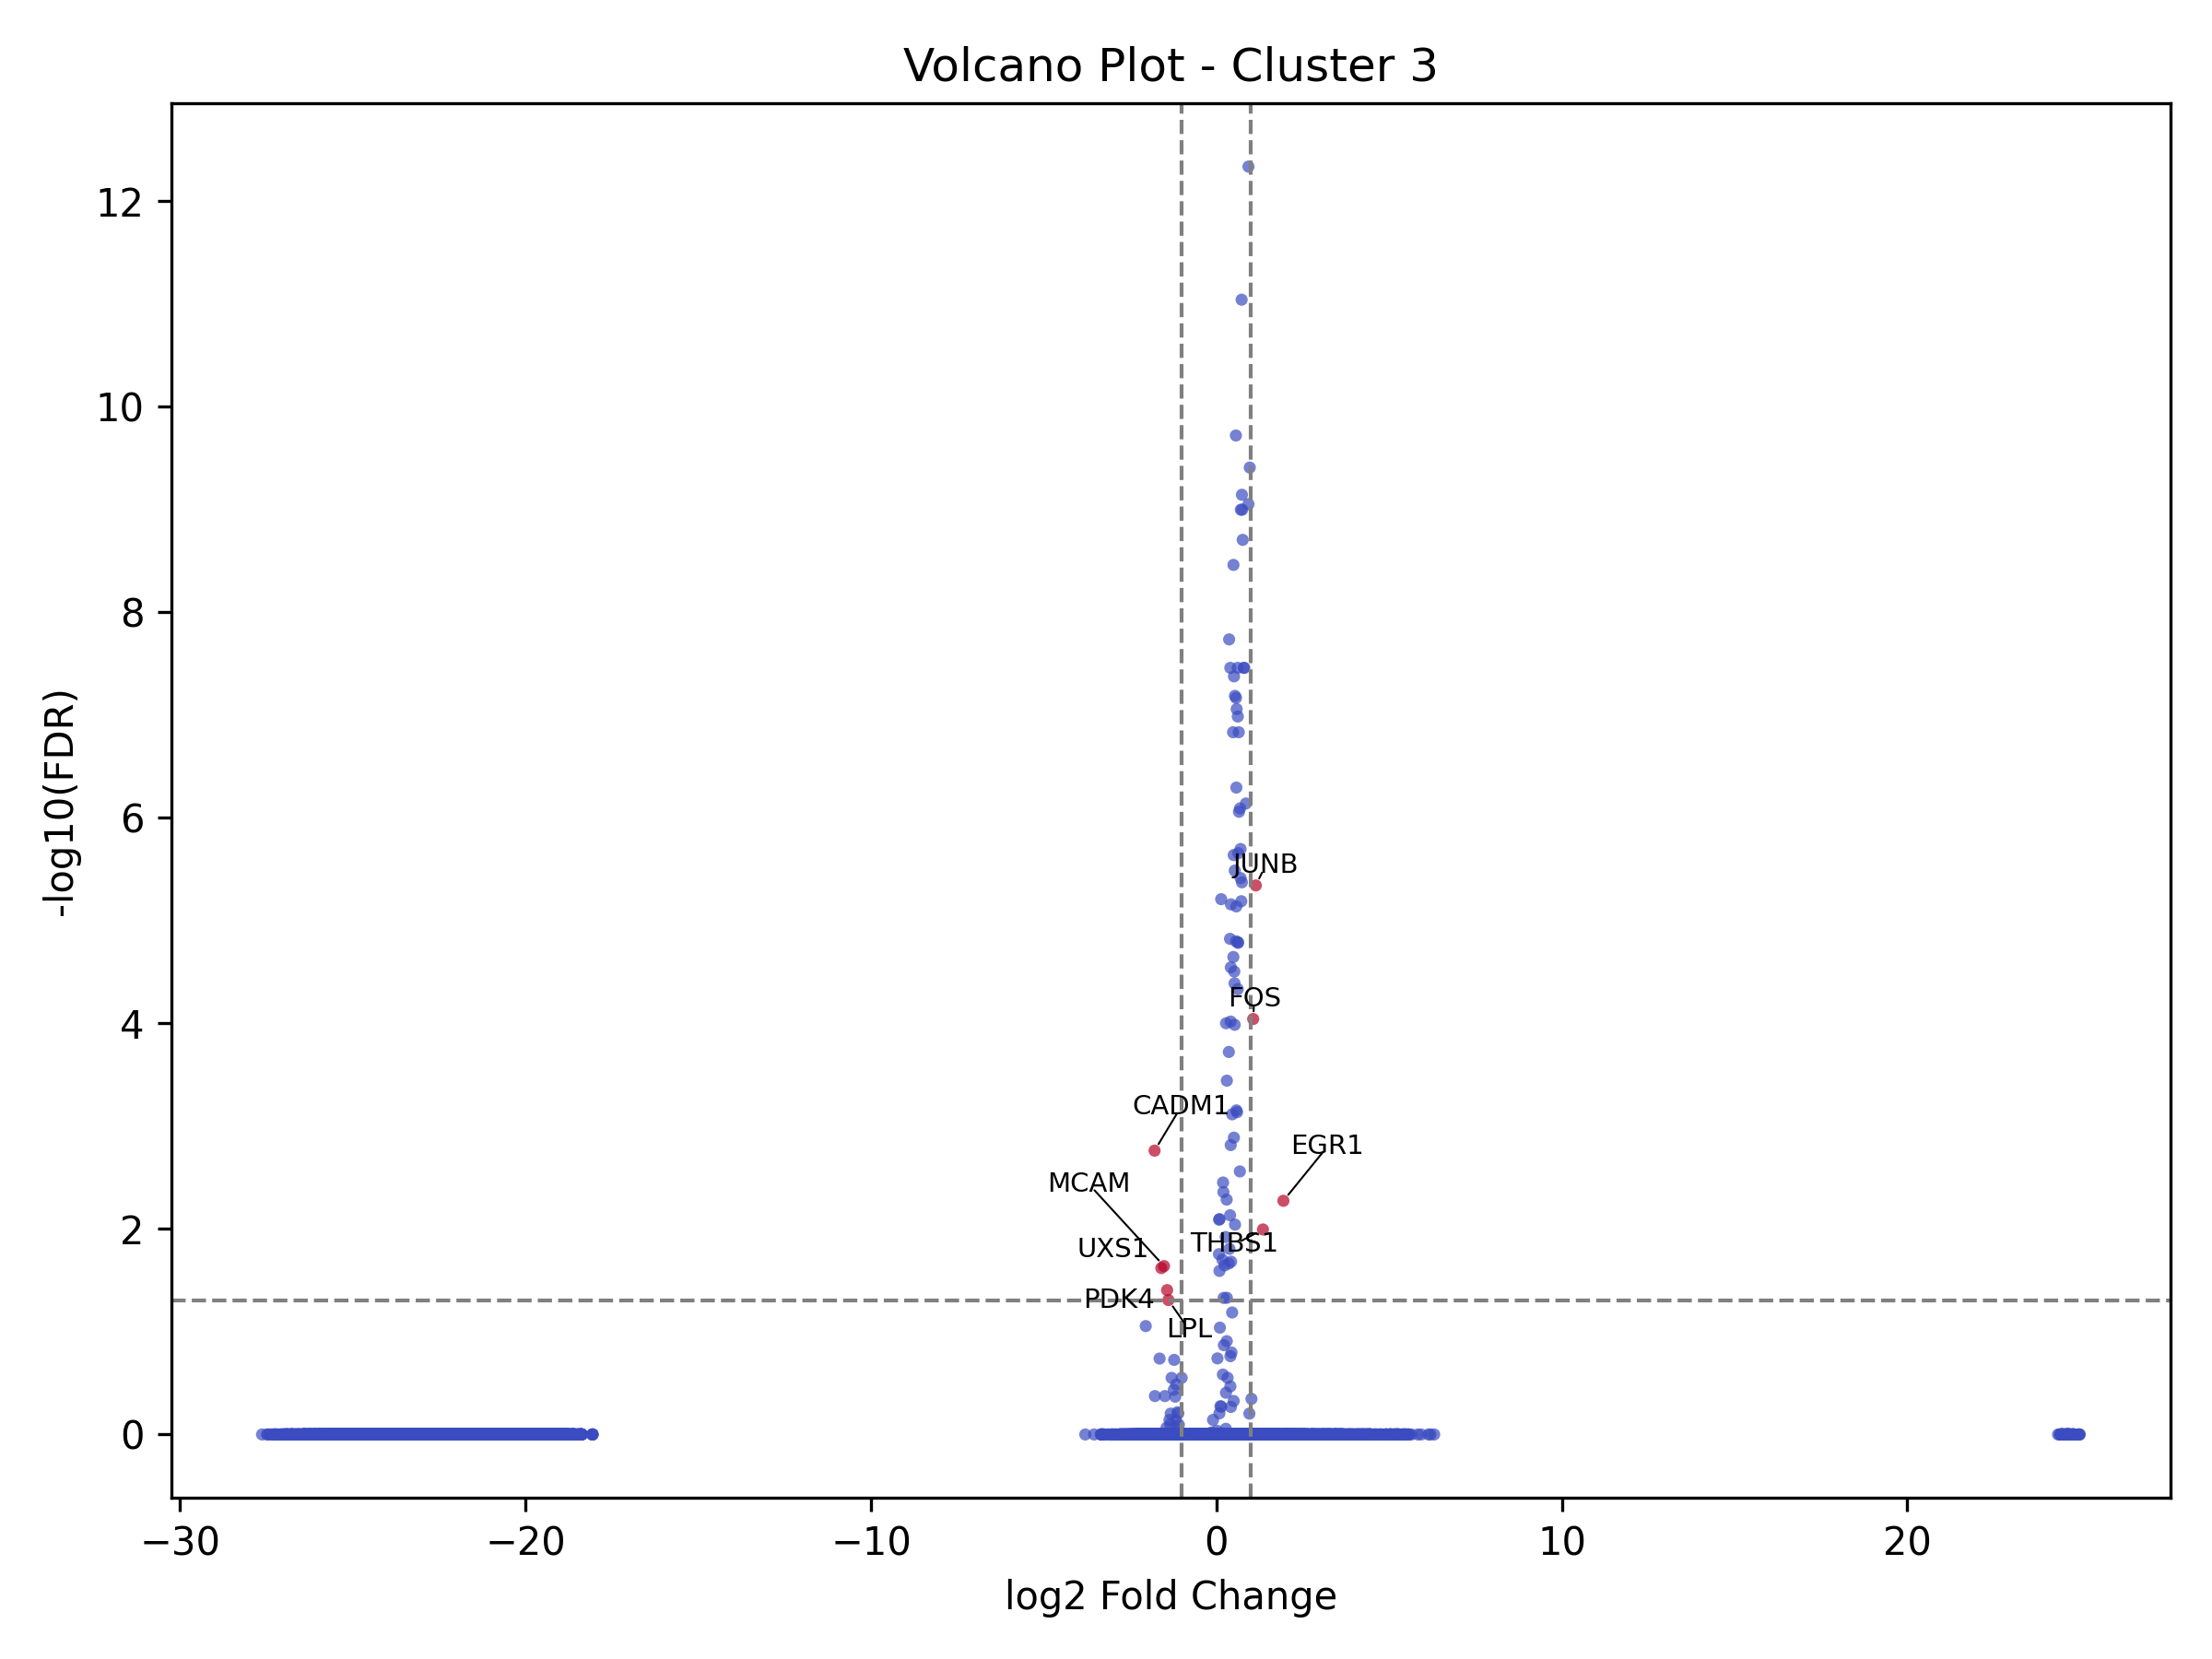 Volcano Plot - Cluster 3
-log10(FDR)
12
10
8
6
4
2
0
JUNB
FOS
CADM1
EGR1
MCAM
THBS1
UXS1
PDK4
LPL
−30
−20
−10
0
10
20
log2 Fold Change